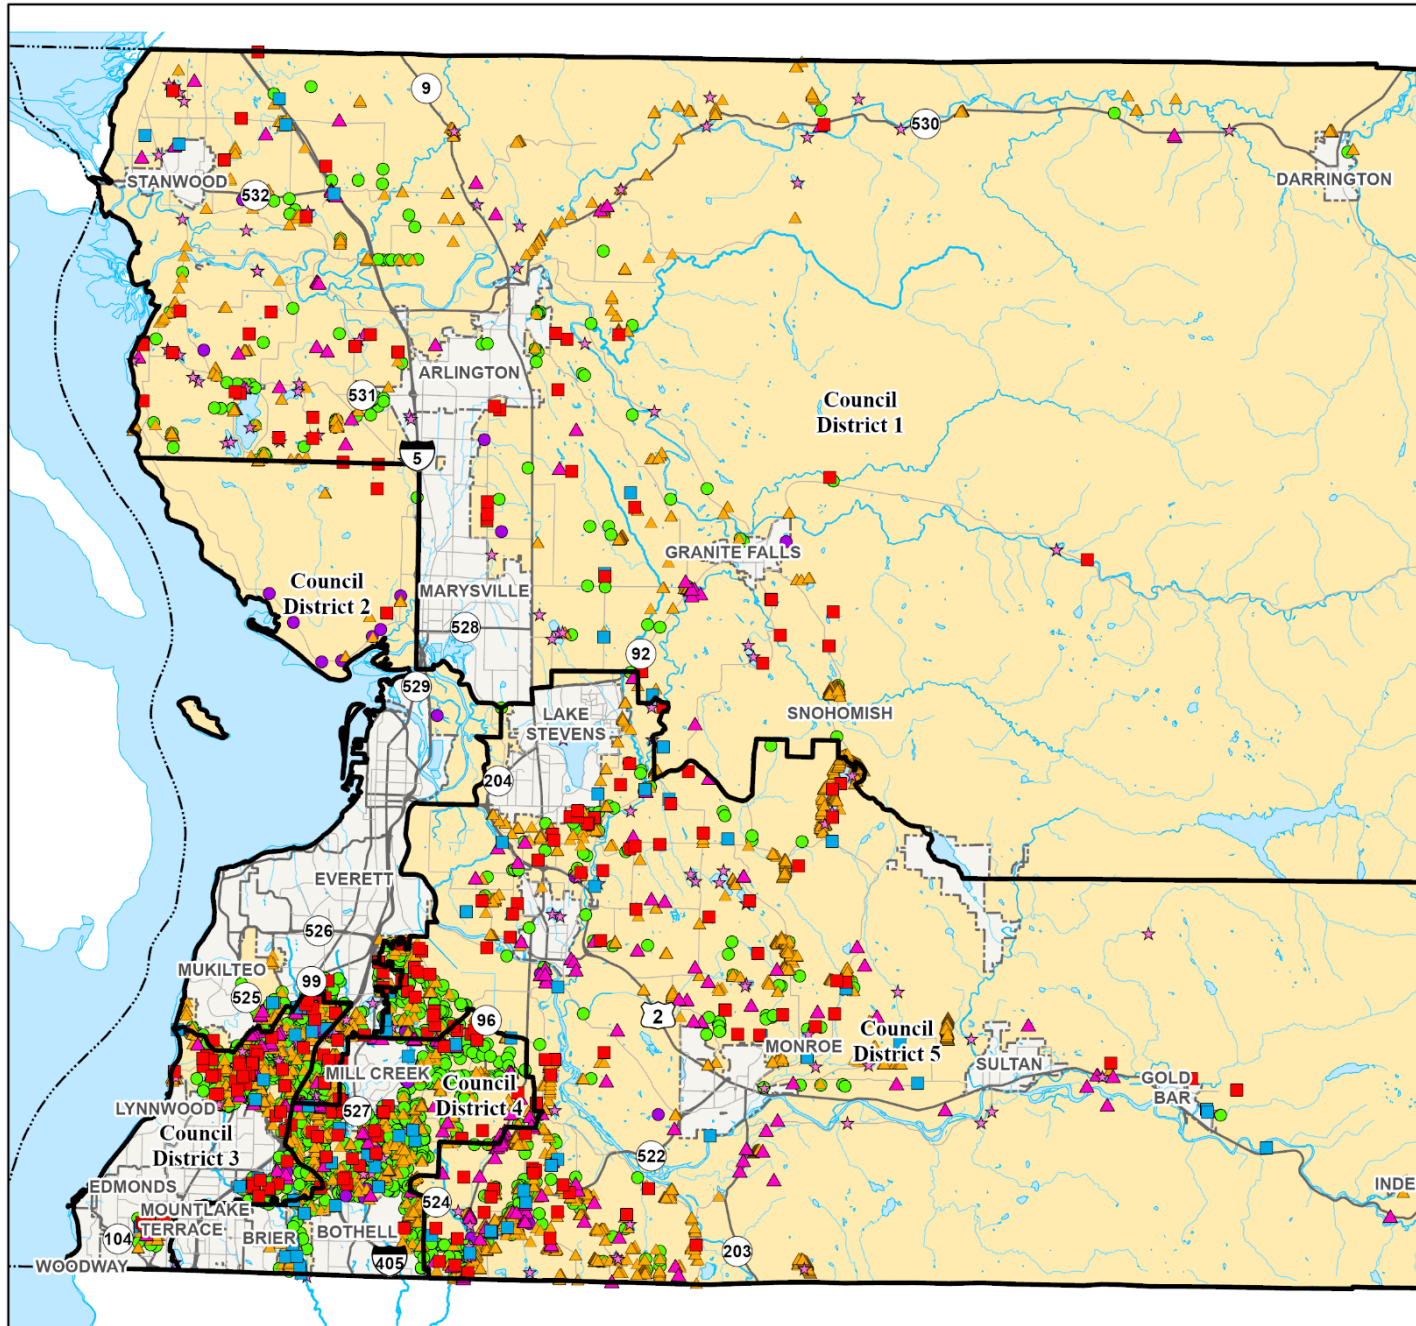 9
530
STANWOOD
DARRINGTON
532
ARLINGTON
531
Council
District 1
5
GRANITE FALLS
Council
District 2
MARYSVILLE
528
92
529
LAKE
STEVENS
SNOHOMISH
204
EVERETT
526
MUKILTEO
99
525
96
2
Council
District 5
MONROE
SULTAN
MILL CREEK
Council
District 4
GOLD
BAR
LYNNWOOD
527
Council
District 3
522
EDMONDS
524
INDE
MOUNTLAKE
TERRACE
BRIER
BOTHELL
104
203
WOODWAY
405